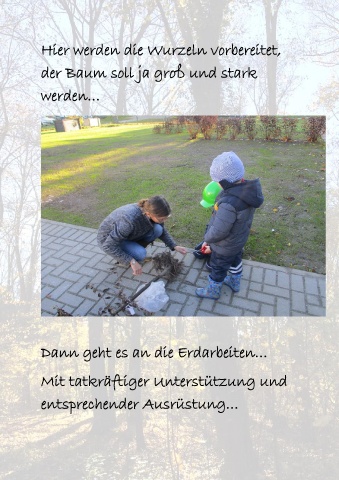 Hier werden die Wurzeln vorbereitet,
der Baum soll ja groß und stark
werden...
Dann geht es an die Erdarbeiten...
Mit tatkräftiger Unterstützung und
entsprechender Ausrüstung...